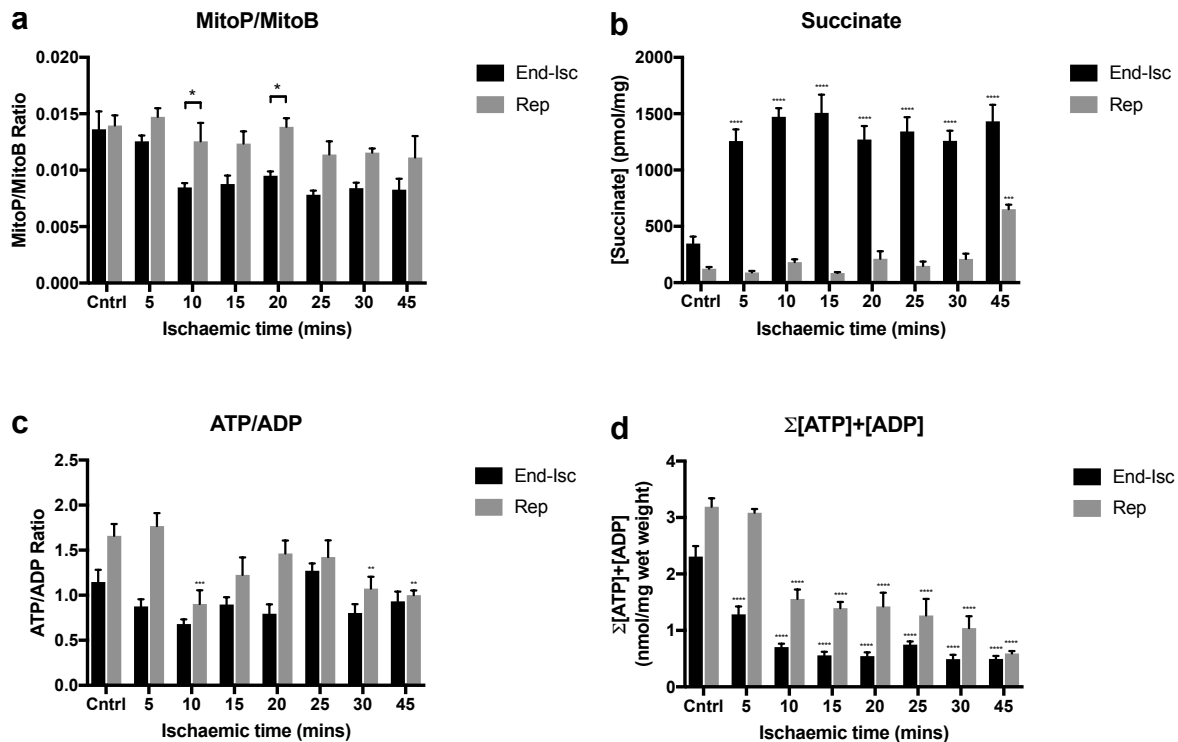 a
MitoP/MitoB
MitoP/MitoB Ratio
0.020
0.015
0.010
0.005
0.000
* *
Cntrl 5 10 15 20 25 30 45
Ischaemic time (mins)
End-Isc
Rep
b
Succinate
[Succinate] (pmol/mg)
2000
1500
1000
500
0
**** **** **** **** **** **** **** ***
Cntrl 5 10 15 20 25 30 45
Ischaemic time (mins)
End-Isc
Rep
c
ATP/ADP
ATP/ADP Ratio
2.5
2.0
1.5
1.0
0.5
0.0
*** ** **
Cntrl 5 10 15 20 25 30 45
Ischaemic time (mins)
End-Isc
Rep
d
Σ[ATP]+[ADP]
Σ[ATP]+[ADP]
(nmol/mg wet weight)
4
3
2
1
0
**** **** **** **** **** **** **** **** **** **** **** **** ****
Cntrl 5 10 15 20 25 30 45
Ischaemic time (mins)
End-Isc
Rep